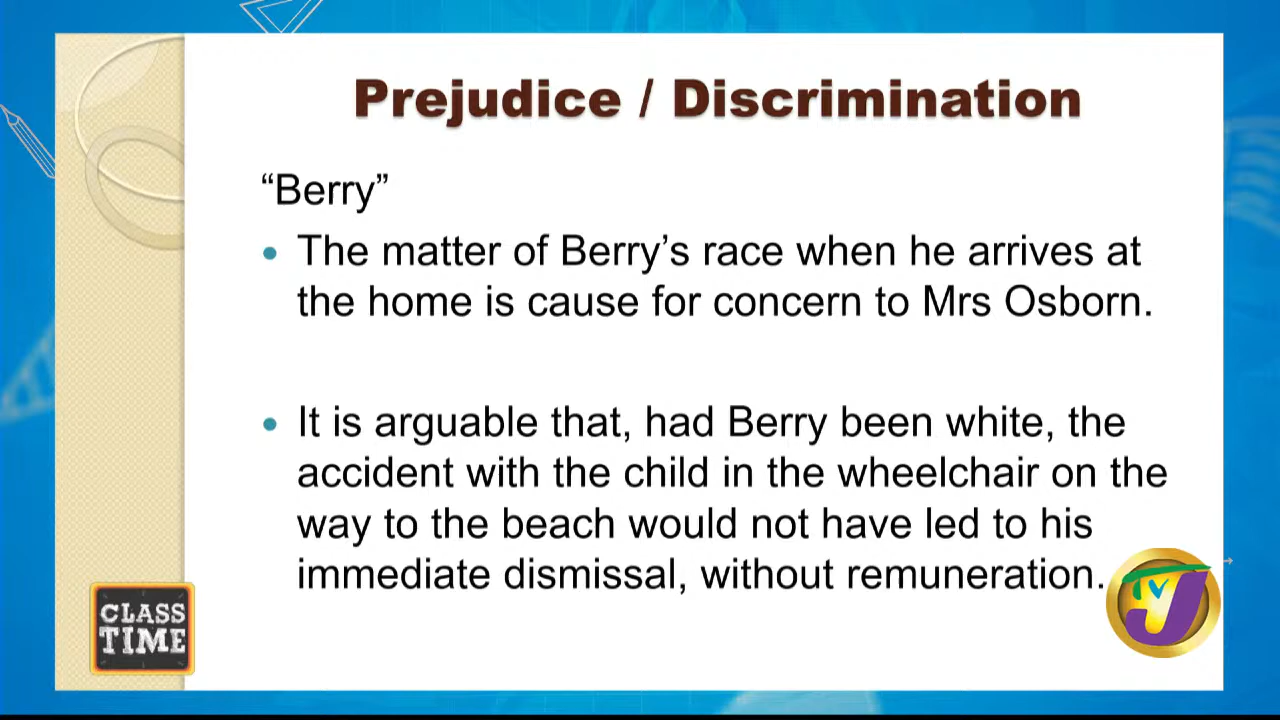 Prejudice / Discrimination
“Berry”
• The matter of Berry’s race when he arrives at
the home is cause for concern to Mrs Osborn.
• It is arguable that, had Berry been white, the
accident with the child in the wheelchair on the
way to the beach would not have led to his
immediate dismissal, without remuneration.
CLASS
TIME
TVJ